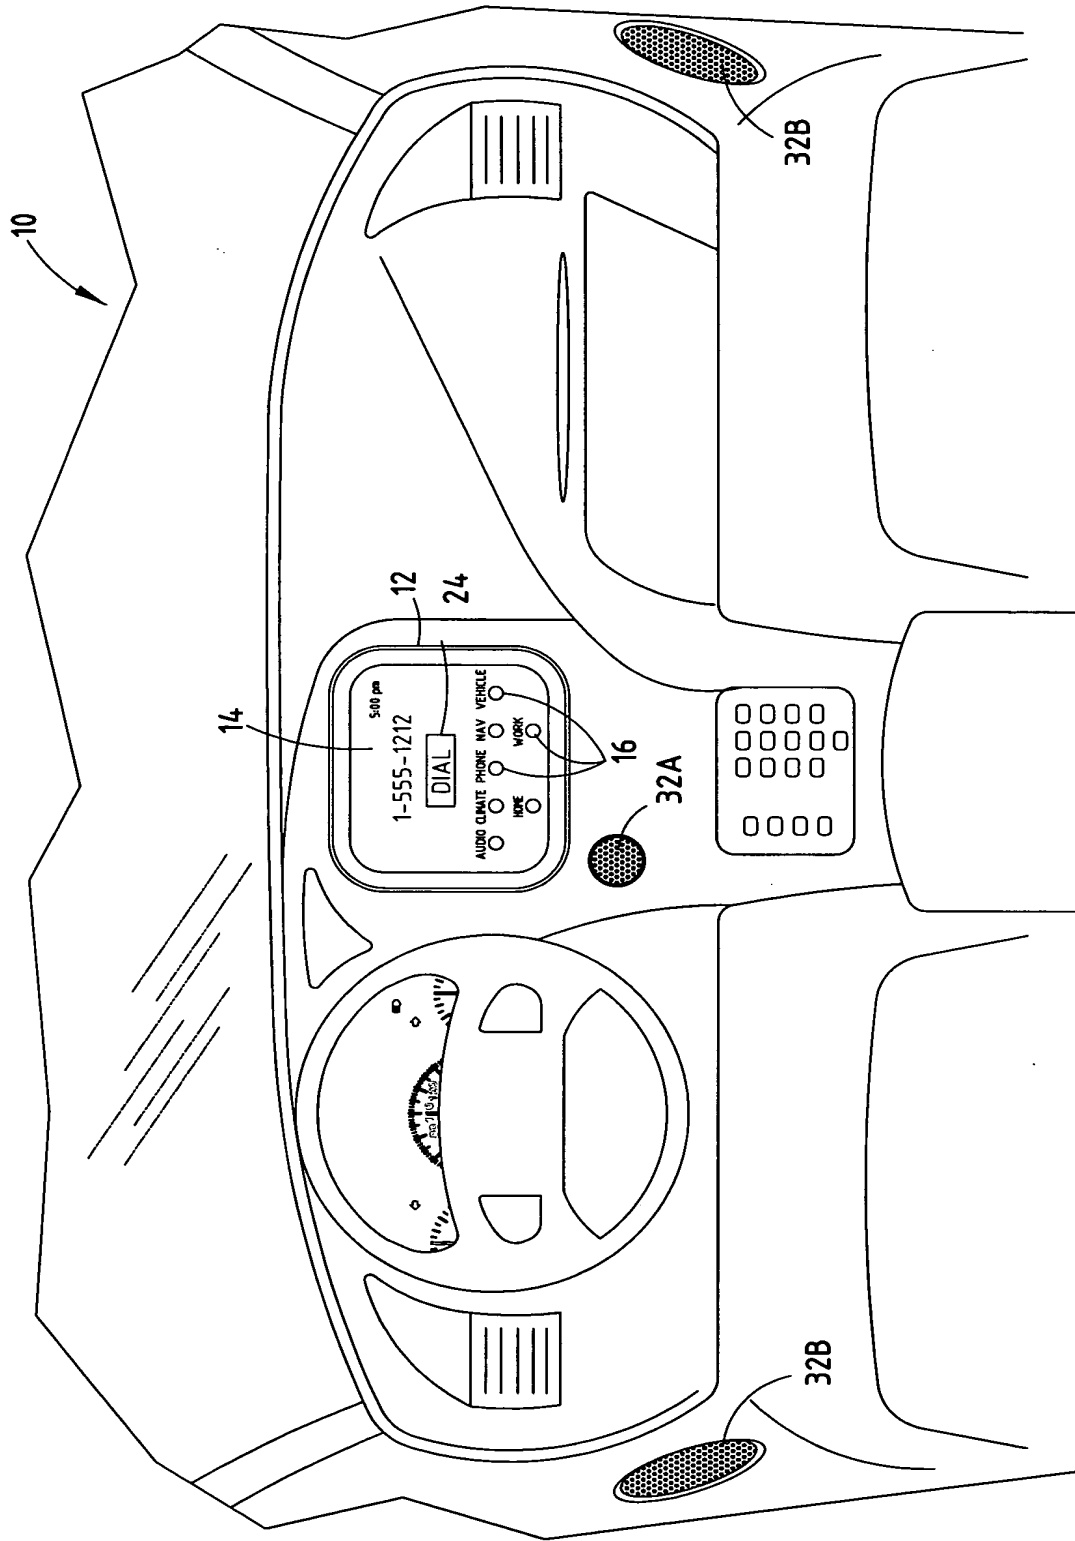 10
14
5:00 pm
1-555-1212
DIAL
AUDIO CLIMATE PHONE NAV VEHICLE
HOME WORK
12
24
16
32A
32B
32B